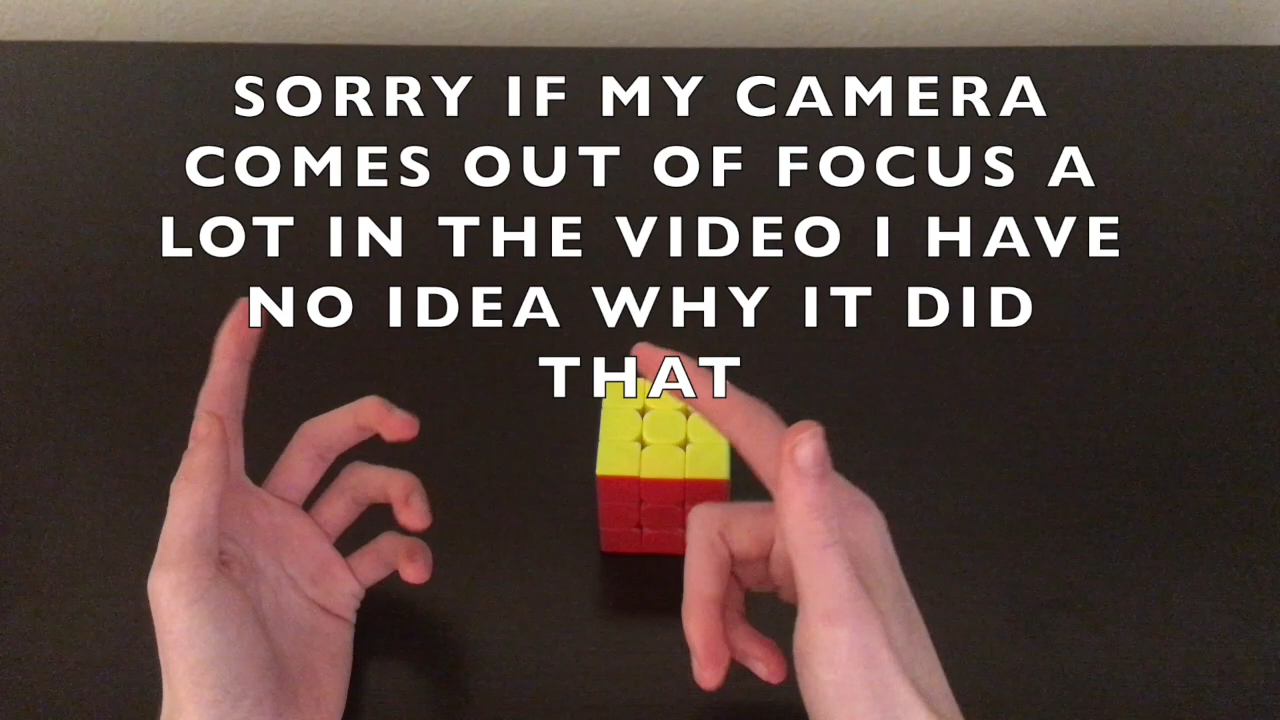 SORRY IF MY CAMERA
COMES OUT OF FOCUS A
LOT IN THE VIDEO I HAVE
NO IDEA WHY IT DID
THAT